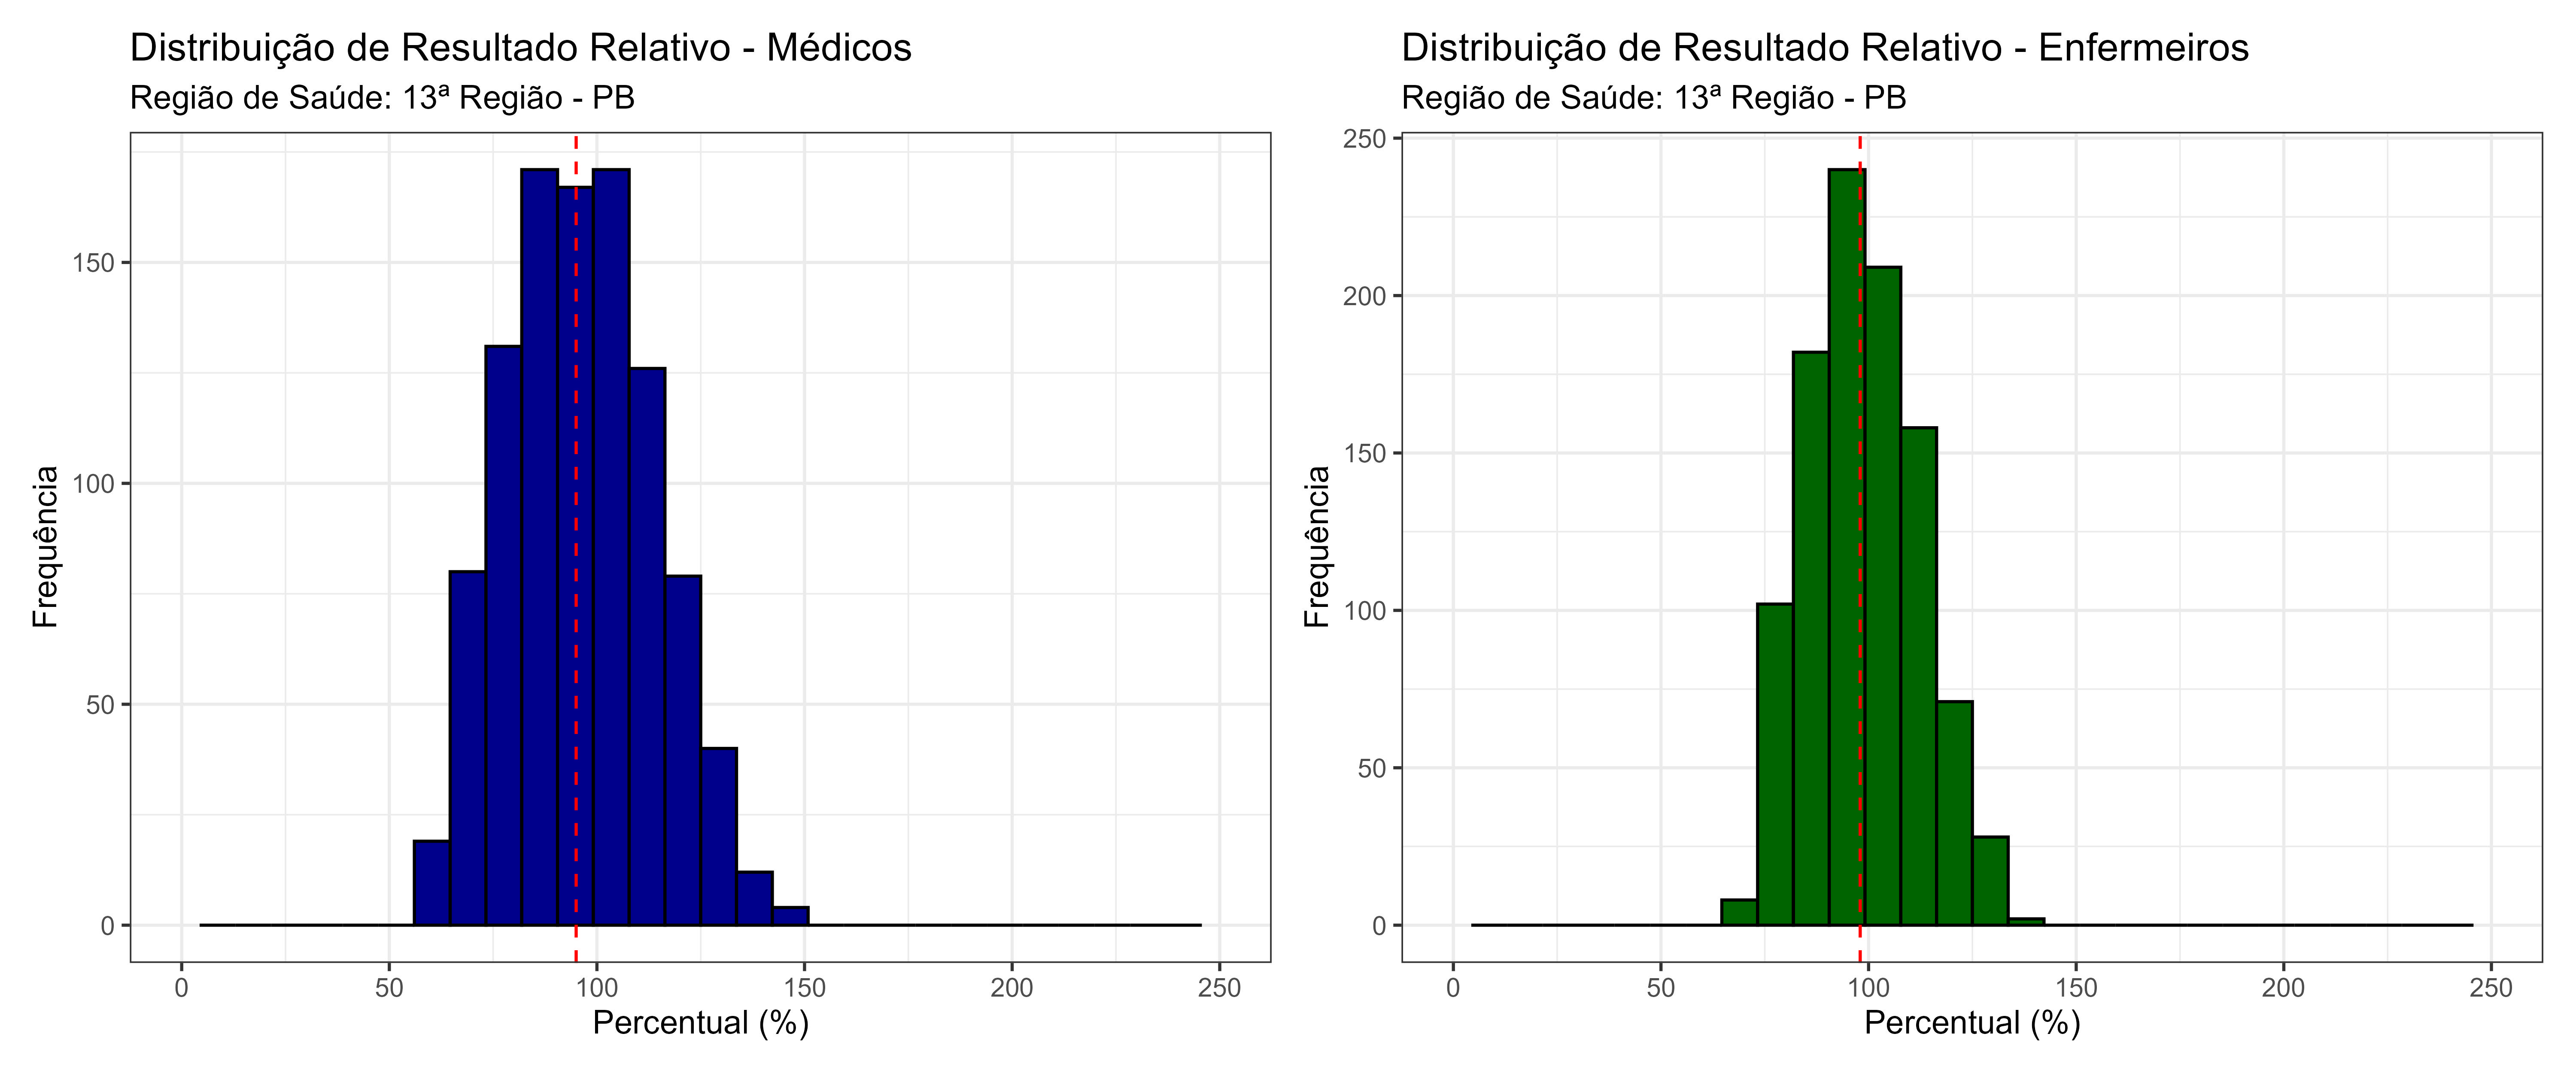 Distribuição de Resultado Relativo - Médicos
Região de Saúde: 13ª Região - PB
Frequência
150
100
50
0
0 50 100 150 200 250
Percentual (%)
Distribuição de Resultado Relativo - Enfermeiros
Região de Saúde: 13ª Região - PB
Frequência
250
200
150
100
50
0
0 50 100 150 200 250
Percentual (%)